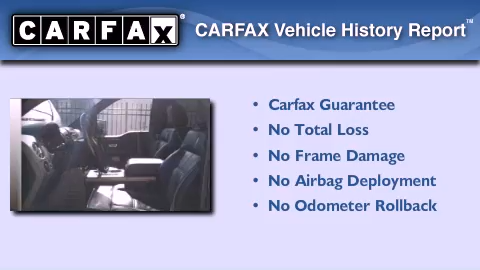 CARFAX® CARFAX Vehicle History Report™
• Carfax Guarantee
• No Total Loss
• No Frame Damage
• No Airbag Deployment
• No Odometer Rollback